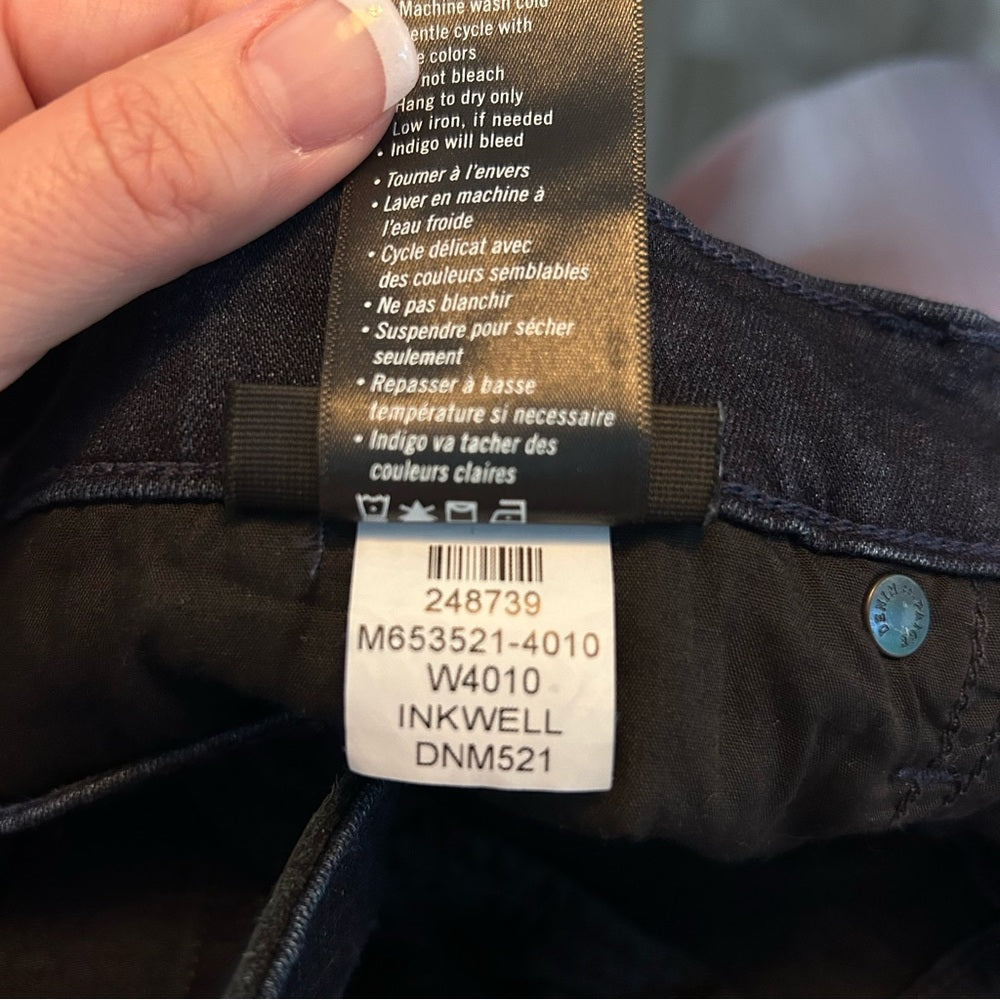 Machine wash cold
entle cycle with
e colors
not bleach
Hang to dry only
Low iron, if needed
• Indigo will bleed
• Tourner à l'envers
• Laver en machine à
l'eau froide
• Cycle délicat avec
des couleurs semblables
• Ne pas blanchir
• Suspendre pour sécher
seulement
• Repasser à basse
température si necessaire
• Indigo va tacher des
couleurs claires
248739
M653521-4010
W4010
INKWELL
DNM521
DENIM PAIGE